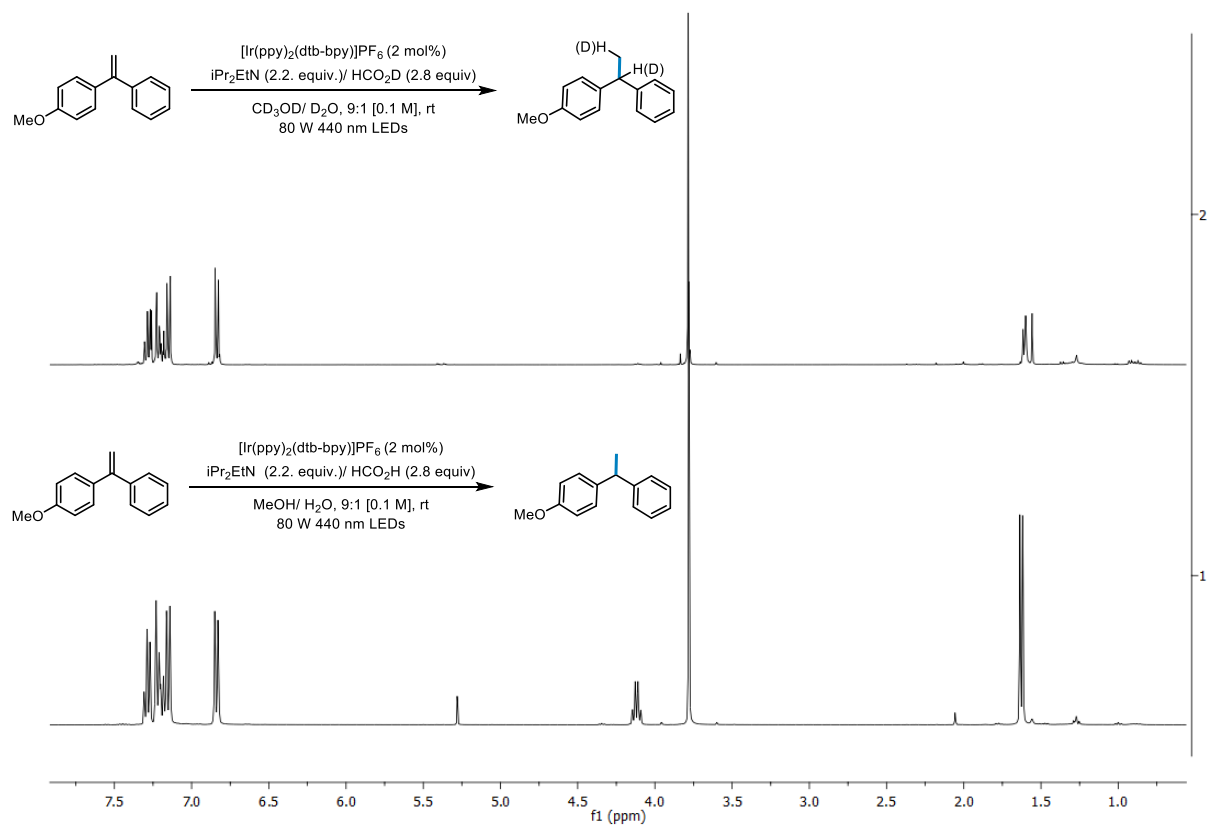 [Ir(ppy)2(dtb-bpy)]PF6 (2 mol%)
iPr2EtN (2.2. equiv.)/ HCO2D (2.8 equiv)
CD3OD/ D2O, 9:1 [0.1 M], rt
80 W 440 nm LEDs
MeO
(D)H
H(D)
MeO
2
[Ir(ppy)2(dtb-bpy)]PF6 (2 mol%)
iPr2EtN (2.2. equiv.)/ HCO2H (2.8 equiv)
MeOH/ H2O, 9:1 [0.1 M], rt
80 W 440 nm LEDs
MeO
MeO
1
7.5 7.0 6.5 6.0 5.5 5.0 4.5 4.0 3.5 3.0 2.5 2.0 1.5 1.0
f1 (ppm)